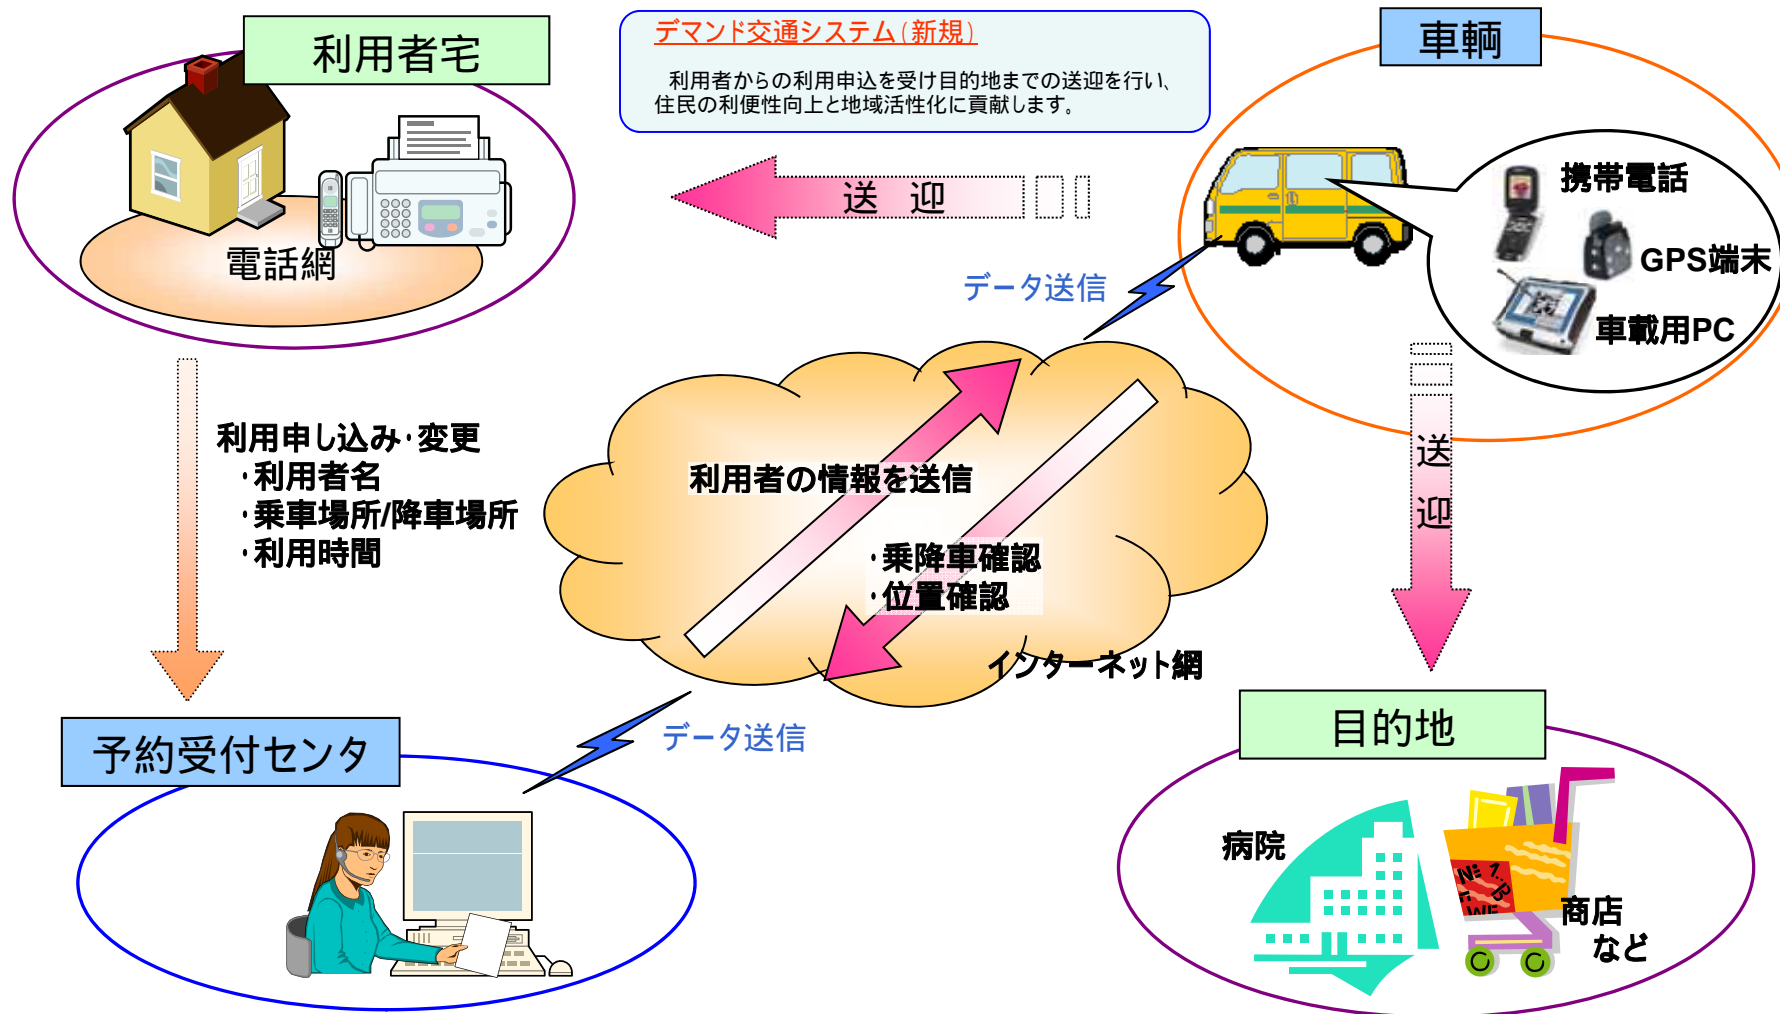 利用者宅
電話網
デマンド交通システム(新規)
利用者からの利用申込を受け目的地までの送迎を行い、
住民の利便性向上と地域活性化に貢献します。
車輌
携帯電話
GPS端末
車載用PC
送 迎
データ送信
利用申し込み・変更
・利用者名
・乗車場所/降車場所
・利用時間
利用者の情報を送信
・乗降車確認
・位置確認
インターネット網
送
迎
データ送信
予約受付センタ
目的地
病院
商店
など